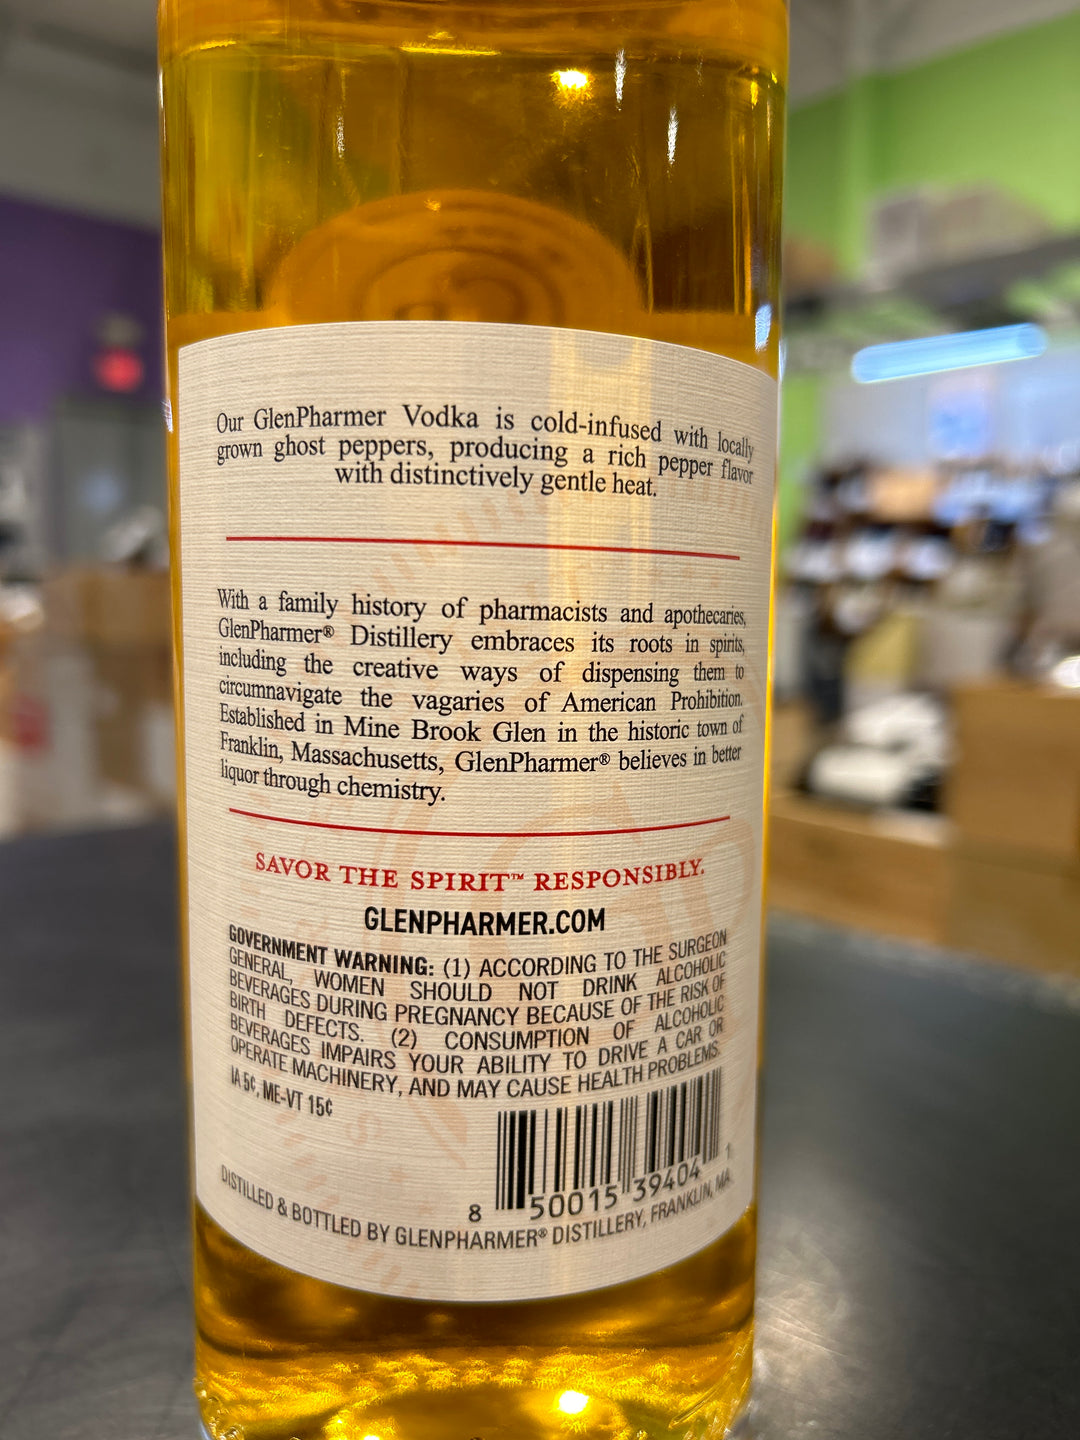 Our GlenPharmer Vodka is cold-infused with locally
grown ghost peppers, producing a rich pepper flavor
with distinctively gentle heat.
With a family history of pharmacists and apothecaries,
GlenPharmer® Distillery embraces its roots in spirits,
including the creative ways of dispensing them to
circumnavigate the vagaries of American Prohibition.
Established in Mine Brook Glen in the historic town of
Franklin, Massachusetts, GlenPharmer® believes in better
liquor through chemistry.
SAVOR THE SPIRIT™ RESPONSIBLY.
GLENPHARMER.COM
GOVERNMENT WARNING: (1) ACCORDING TO THE SURGEON
GENERAL, WOMEN SHOULD NOT DRINK ALCOHOLIC
BEVERAGES DURING PREGNANCY BECAUSE OF THE RISK OF
BIRTH DEFECTS. (2) CONSUMPTION OF ALCOHOLIC
BEVERAGES IMPAIRS YOUR ABILITY TO DRIVE A CAR OR
OPERATE MACHINERY, AND MAY CAUSE HEALTH PROBLEMS.
IA 5¢, ME-VT 15¢
8 50015 39404 1
DISTILLED & BOTTLED BY GLENPHARMER® DISTILLERY, FRANKLIN, MA